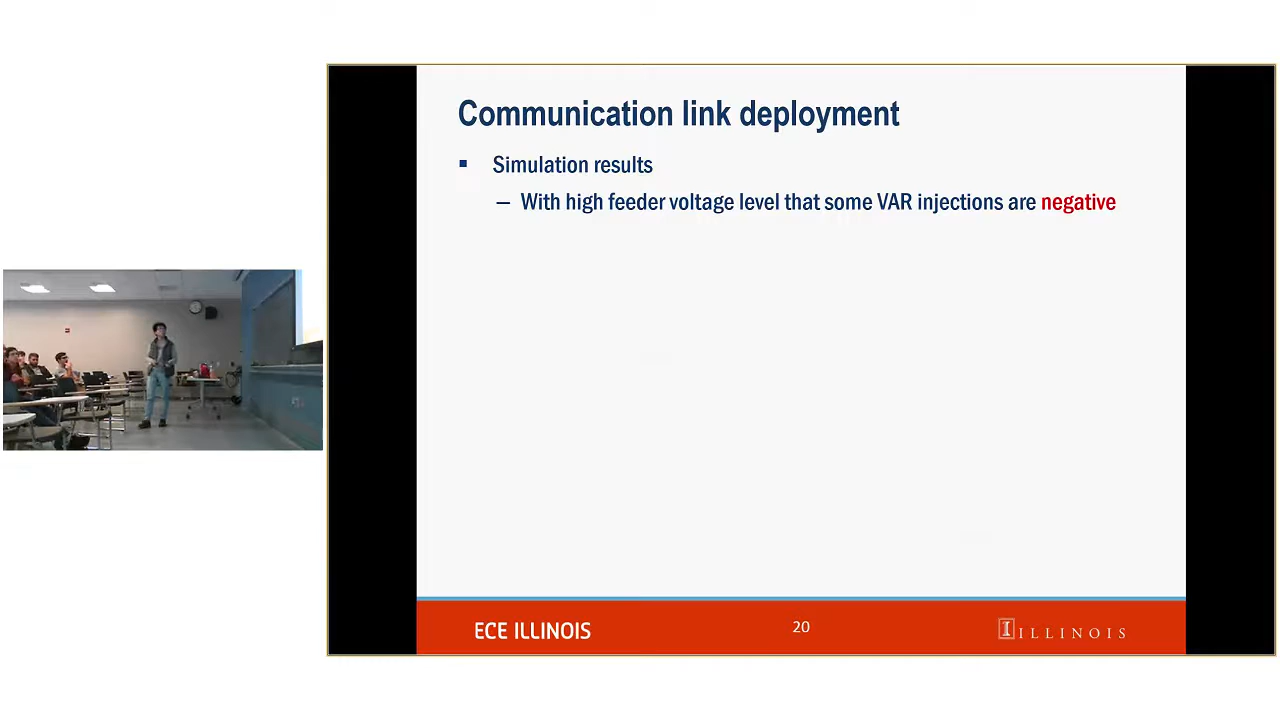 Communication link deployment
▪ Simulation results
– With high feeder voltage level that some VAR injections are negative
ECE ILLINOIS
20
I ILLINOIS